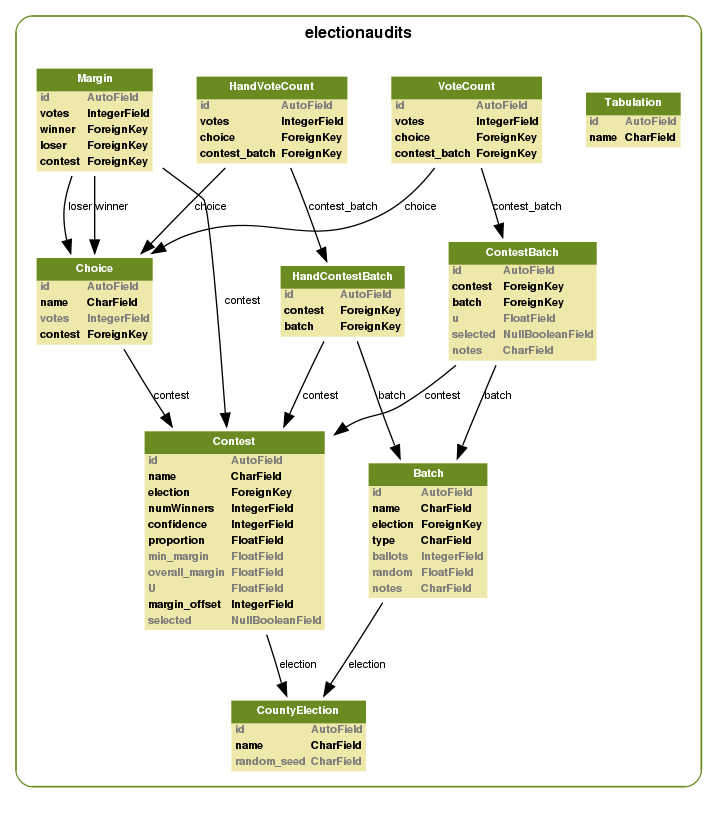 electionaudits
Margin
id AutoField
votes IntegerField
winner ForeignKey
loser ForeignKey
contest ForeignKey
HandVoteCount
id AutoField
votes IntegerField
choice ForeignKey
contest_batch ForeignKey
VoteCount
id AutoField
votes IntegerField
choice ForeignKey
contest_batch ForeignKey
Tabulation
id AutoField
name CharField
loser
winner
choice
contest_batch
choice
contest_batch
Choice
id AutoField
name CharField
votes IntegerField
contest ForeignKey
contest
HandContestBatch
id AutoField
contest ForeignKey
batch ForeignKey
ContestBatch
id AutoField
contest ForeignKey
batch ForeignKey
u FloatField
selected NullBooleanField
notes CharField
contest
contest
batch
contest
batch
Contest
id AutoField
name CharField
election ForeignKey
numWinners IntegerField
confidence IntegerField
proportion FloatField
min_margin FloatField
overall_margin FloatField
U FloatField
margin_offset IntegerField
selected NullBooleanField
Batch
id AutoField
name CharField
election ForeignKey
type CharField
ballots IntegerField
random FloatField
notes CharField
election
election
CountyElection
id AutoField
name CharField
random_seed CharField